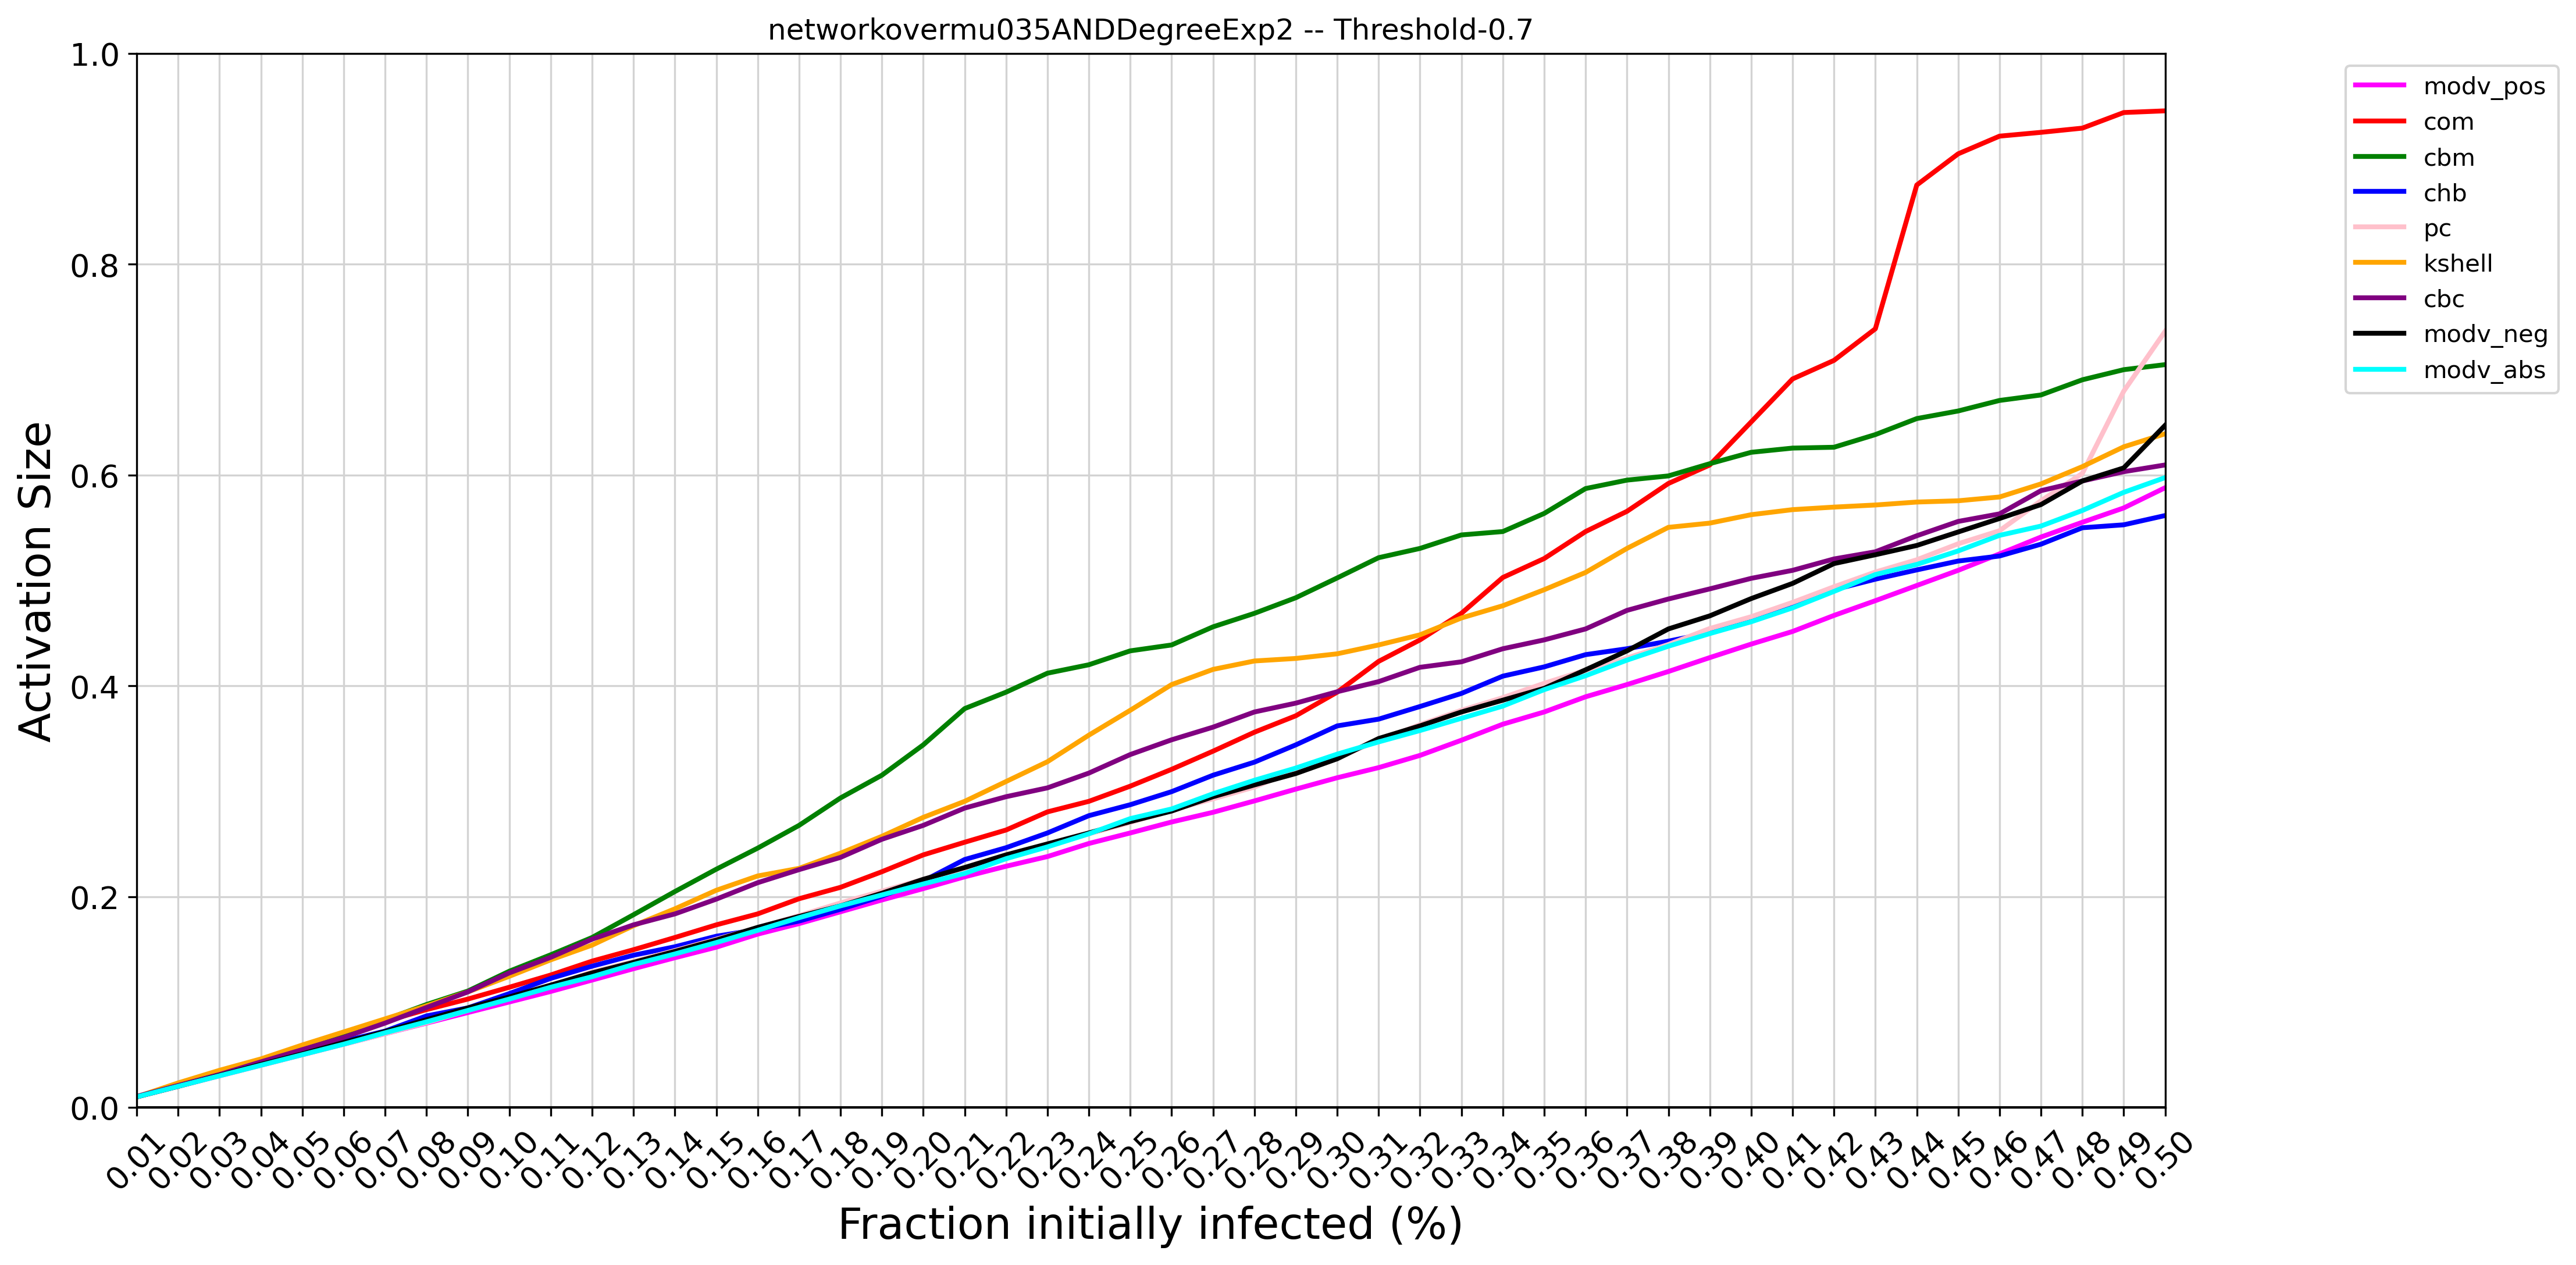 networkovermu035ANDDegreeExp2 -- Threshold-0.7
1.0
0.8
0.6
0.4
0.2
0.0
Activation Size
0.01 0.02 0.03 0.04 0.05 0.06 0.07 0.08 0.09 0.10 0.11 0.12 0.13 0.14 0.15 0.16 0.17 0.18 0.19 0.20 0.21 0.22 0.23 0.24 0.25 0.26 0.27 0.28 0.29 0.30 0.31 0.32 0.33 0.34 0.35 0.36 0.37 0.38 0.39 0.40 0.41 0.42 0.43 0.44 0.45 0.46 0.47 0.48 0.49 0.50
Fraction initially infected (%)
modv_pos
com
cbm
chb
pc
kshell
cbc
modv_neg
modv_abs